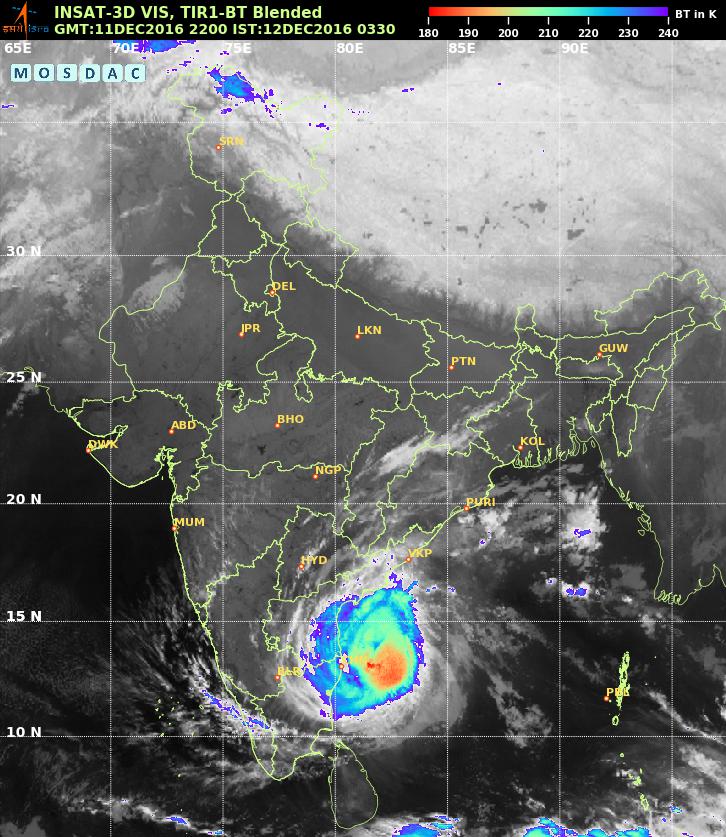 INSAT-3D VIS, TIR1-BT Blended
GMT:11DEC2016 2200 IST:12DEC2016 0330
BT in K
180 190 200 210 220 230 240
65E 70E 75E 80E 85E 90E
M O S D A C
SRN
30 N
DEL
JPR LKN
GUW
PTN
25 N
ABD BHO
DWK KOL
NGP
20 N PURI
MUM
HYD VKP
15 N
BLR
PBL
10 N